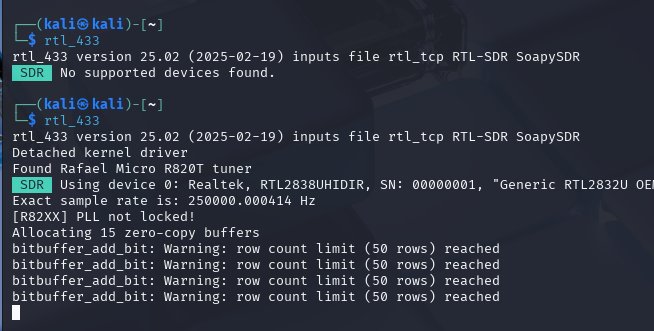 ┌──(kali㉿kali)-[~]
└─$ rtl_433
rtl_433 version 25.02 (2025-02-19) inputs file rtl_tcp RTL-SDR SoapySDR
SDR No supported devices found.
┌──(kali㉿kali)-[~]
└─$ rtl_433
rtl_433 version 25.02 (2025-02-19) inputs file rtl_tcp RTL-SDR SoapySDR
Detached kernel driver
Found Rafael Micro R820T tuner
SDR Using device 0: Realtek, RTL2838UHIDIR, SN: 00000001, "Generic RTL2832U OEM
Exact sample rate is: 250000.000414 Hz
[R82XX] PLL not locked!
Allocating 15 zero-copy buffers
bitbuffer_add_bit: Warning: row count limit (50 rows) reached
bitbuffer_add_bit: Warning: row count limit (50 rows) reached
bitbuffer_add_bit: Warning: row count limit (50 rows) reached
bitbuffer_add_bit: Warning: row count limit (50 rows) reached